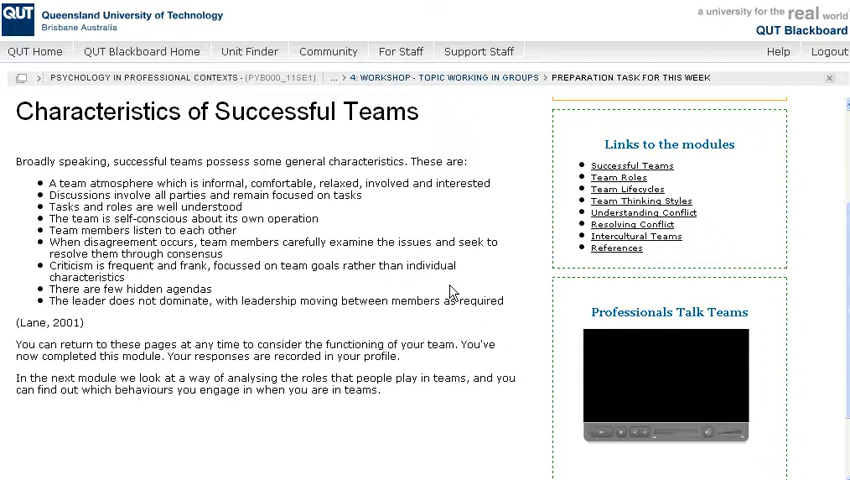 QUT Queensland University of Technology
Brisbane Australia
a university for the real world
QUT Blackboard
QUT Home QUT Blackboard Home Unit Finder Community For Staff Support Staff Help Logout
PSYCHOLOGY IN PROFESSIONAL CONTEXTS - (PYB000_11SE1) ... 4: WORKSHOP - TOPIC WORKING IN GROUPS PREPARATION TASK FOR THIS WEEK
Characteristics of Successful Teams
Broadly speaking, successful teams possess some general characteristics. These are:
A team atmosphere which is informal, comfortable, relaxed, involved and interested
Discussions involve all parties and remain focused on tasks
Tasks and roles are well understood
The team is self-conscious about its own operation
Team members listen to each other
When disagreement occurs, team members carefully examine the issues and seek to
resolve them through consensus
Criticism is frequent and frank, focussed on team goals rather than individual
characteristics
There are few hidden agendas
The leader does not dominate, with leadership moving between members as required
(Lane, 2001)
You can return to these pages at any time to consider the functioning of your team. You've
now completed this module. Your responses are recorded in your profile.
In the next module we look at a way of analysing the roles that people play in teams, and you
can find out which behaviours you engage in when you are in teams.
Links to the modules
Successful Teams
Team Roles
Team Lifecycles
Team Thinking Styles
Understanding Conflict
Resolving Conflict
Intercultural Teams
References
Professionals Talk Teams